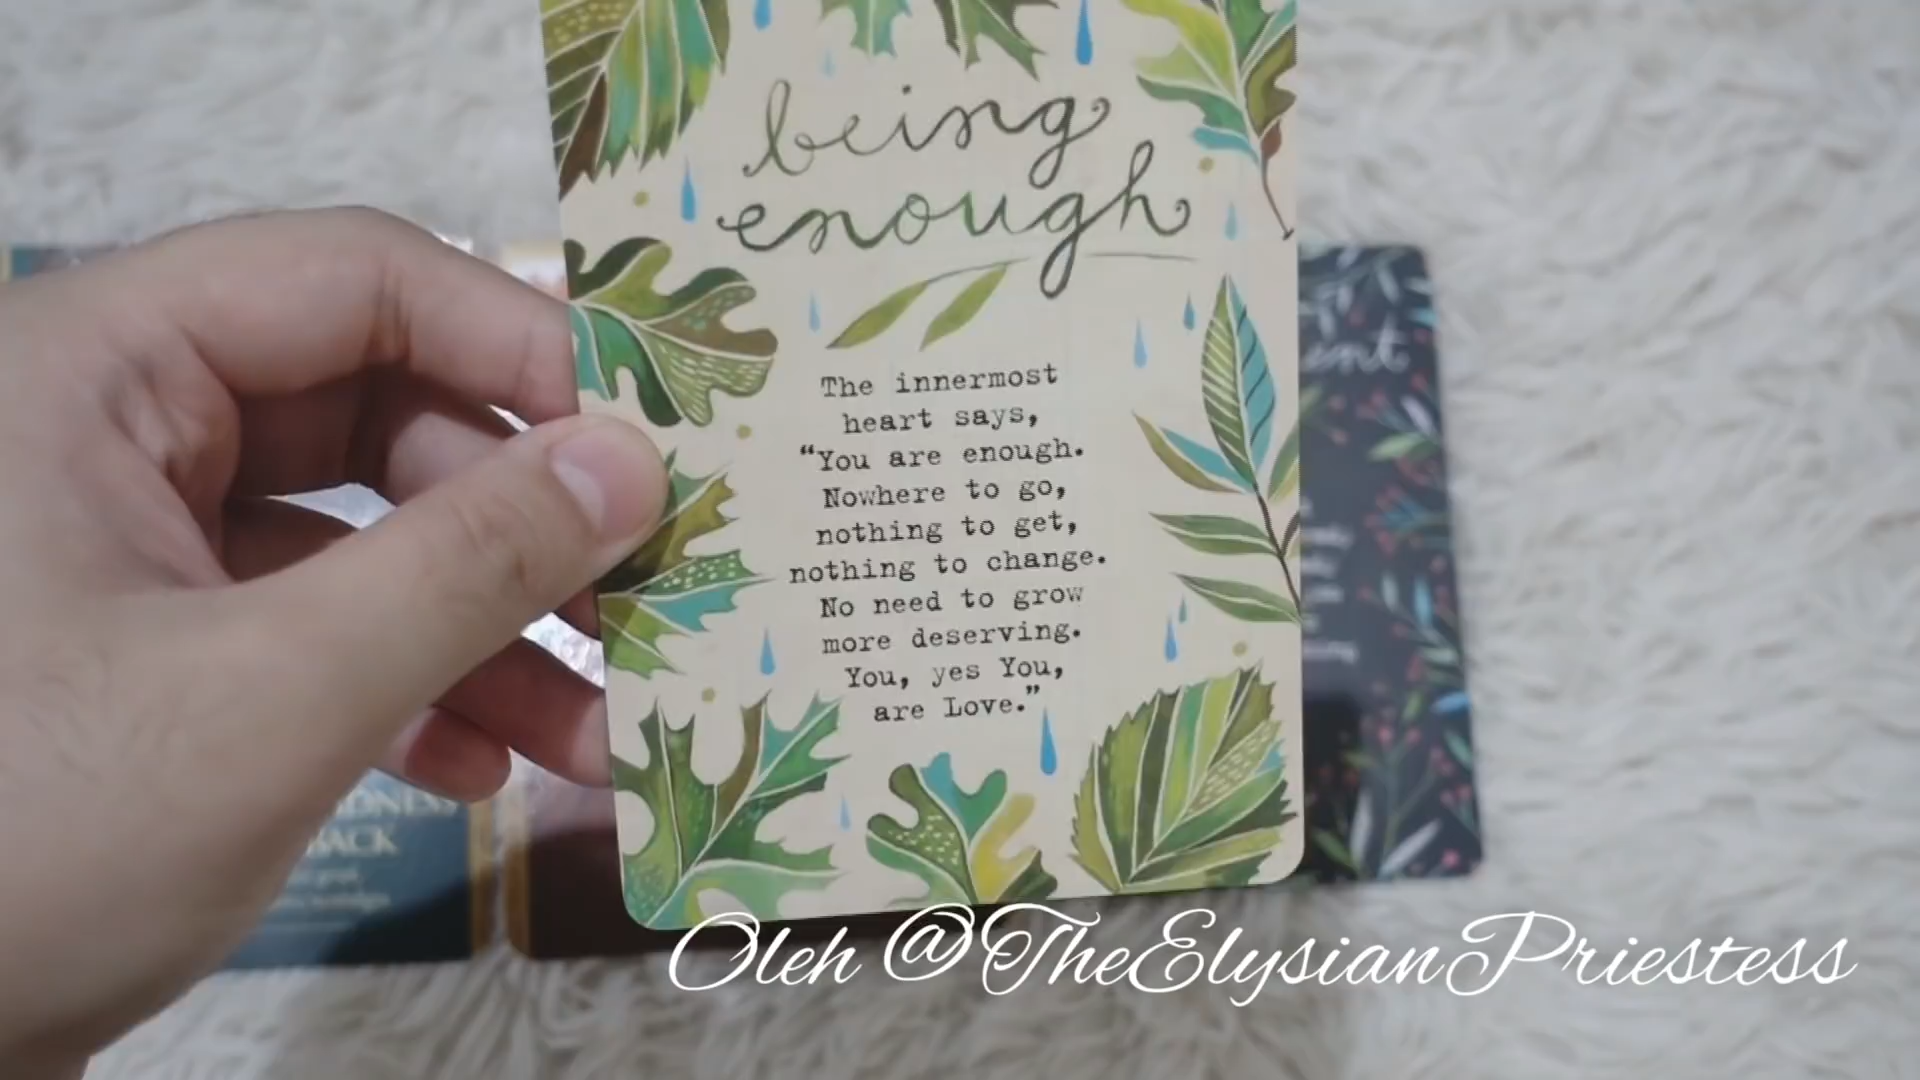 being
enough
The innermost
heart says,
“You are enough.
Nowhere to go,
nothing to get,
nothing to change.
No need to grow
more deserving.
You, yes You,
are Love.”
BACK
Oleh @TheElysianPriestess